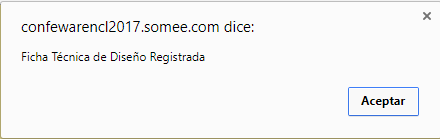 confewarencl2017.somee.com dice:
Ficha Técnica de Diseño Registrada
Aceptar